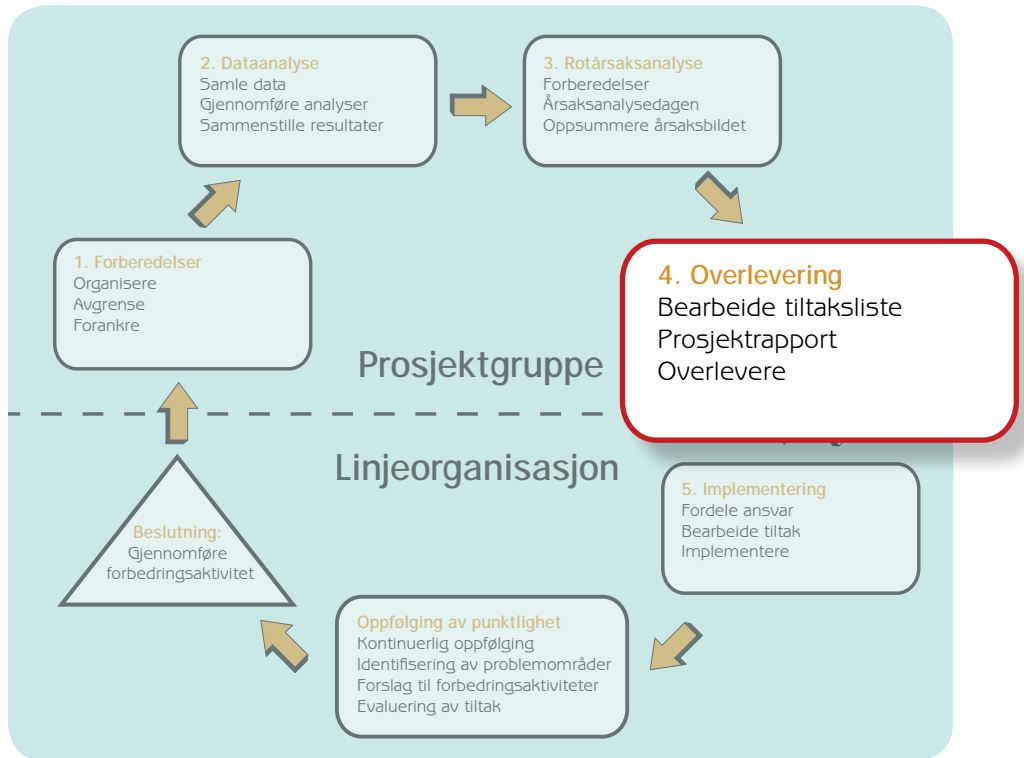 2. Dataanalyse
Samle data
Gjennomføre analyser
Sammenstille resultater
3. Rotårsaksanalyse
Forberedelser
Årsaksanalysedagen
Oppsummere årsaksbildet
1. Forberedelser
Organisere
Avgrense
Forankre
4. Overlevering
Bearbeide tiltaksliste
Prosjektrapport
Overlevere
Prosjektgruppe
Linjeorganisasjon
5. Implementering
Fordele ansvar
Bearbeide tiltak
Implementere
Beslutning:
Gjennomføre
forbedringsaktivitet
Oppfølging av punktlighet
Kontinuerlig oppfølging
Identifisering av problemområder
Forslag til forbedringsaktiviteter
Evaluering av tiltak